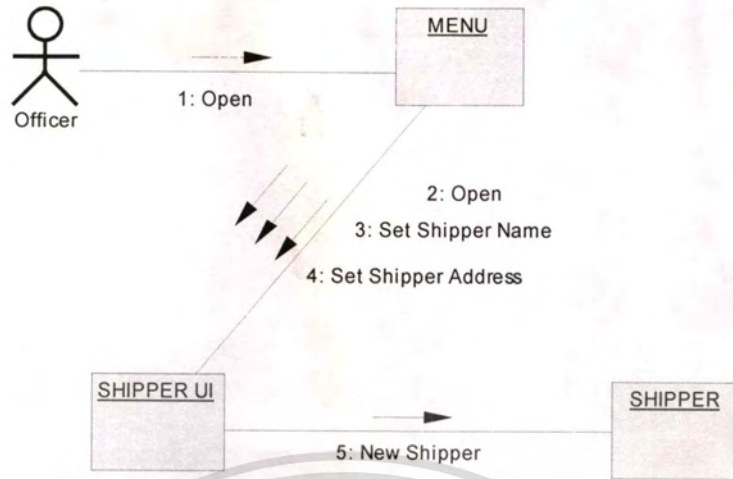 MENU
1: Open
Officer
2: Open
3: Set Shipper Name
4: Set Shipper Address
SHIPPER UI
SHIPPER
5: New Shipper